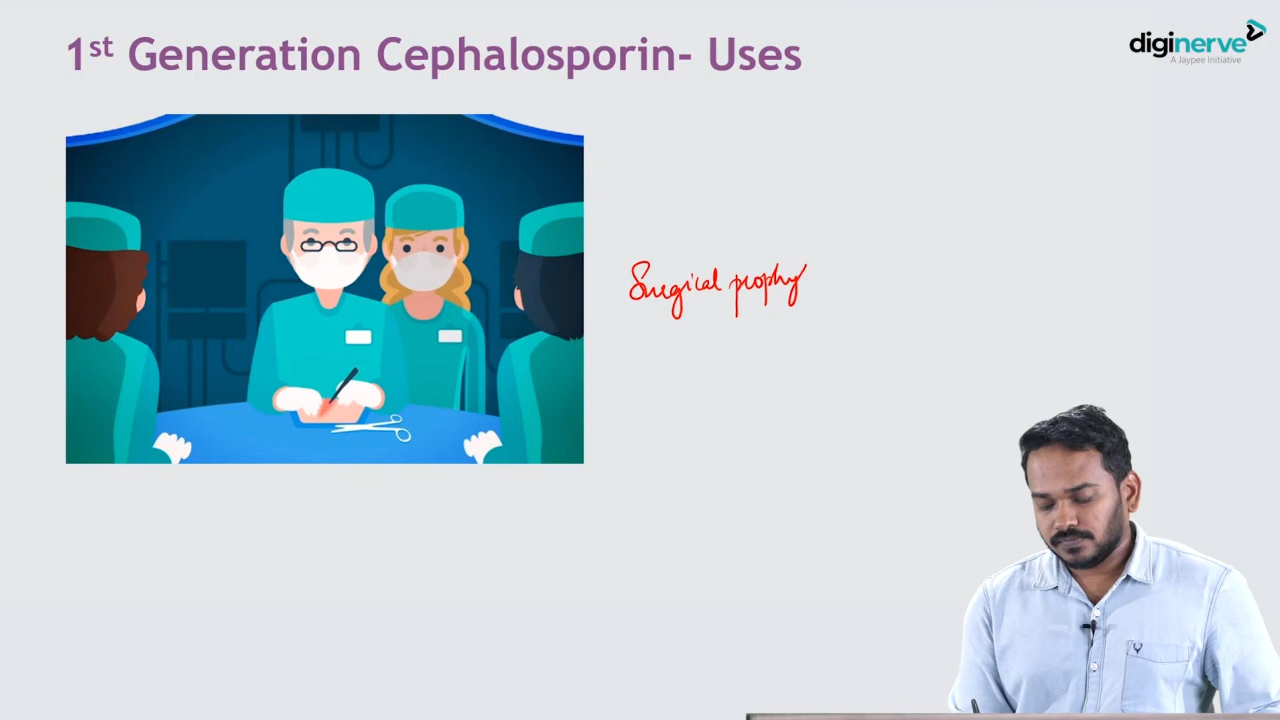 1st Generation Cephalosporin- Uses
diginerve
A Jaypee Initiative
Surgical prophy